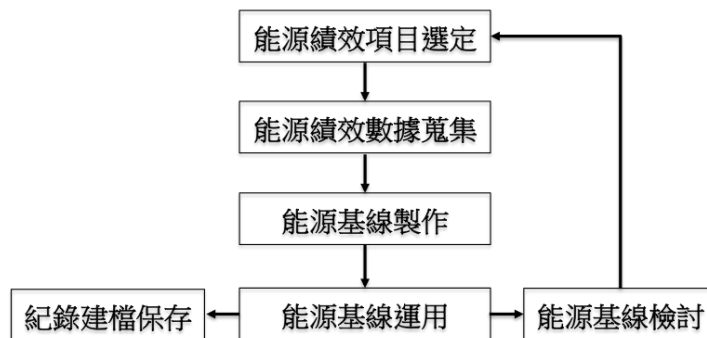 能源績效項目選定
能源績效數據蒐集
能源基線製作
紀錄建檔保存
能源基線運用
能源基線檢討